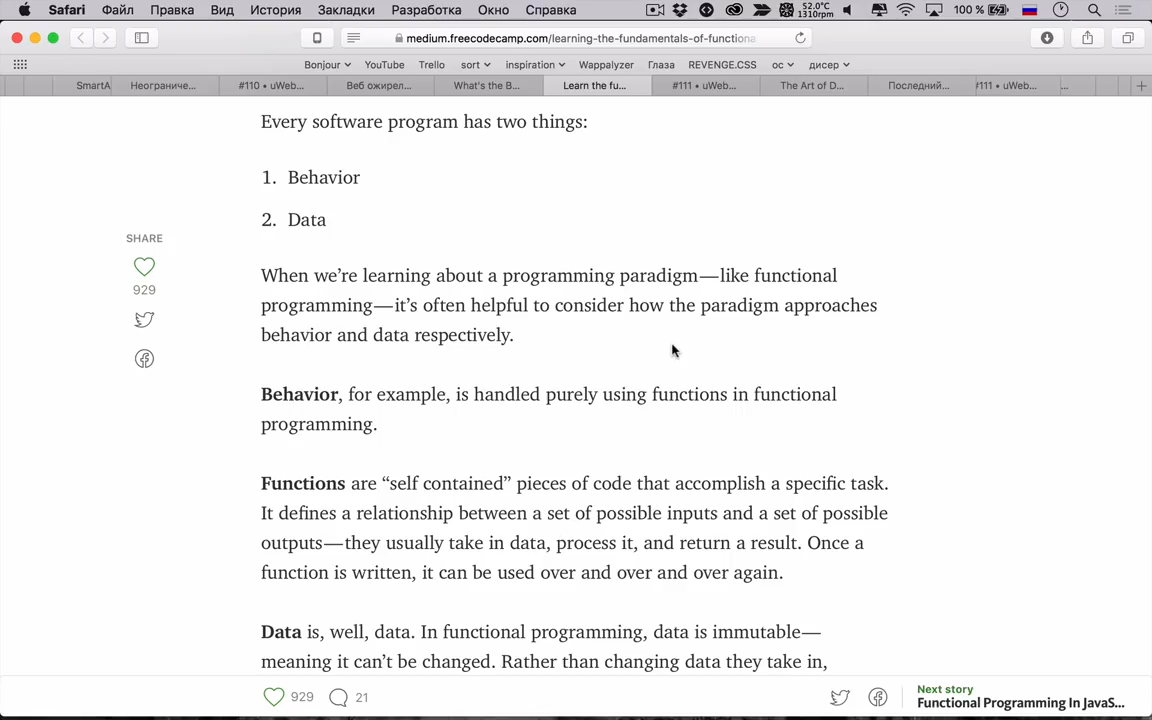 Safari Файл Правка Вид История Закладки Разработка Окно Справка 52.0°C 1310rpm 100 %
medium.freecodecamp.com/learning-the-fundamentals-of-functiona
Bonjour YouTube Trello sort inspiration Wappalyzer Глаза REVENGE.CSS ос дисер
SmartA Неограниче... #110 • uWeb... Веб ожирел... What's the B... Learn the fu... #111 • uWeb... The Art of D... Последний... #111 • uWeb... ...
Every software program has two things:
1. Behavior
2. Data
SHARE
929
When we’re learning about a programming paradigm—like functional
programming—it’s often helpful to consider how the paradigm approaches
behavior and data respectively.
Behavior, for example, is handled purely using functions in functional
programming.
Functions are “self contained” pieces of code that accomplish a specific task.
It defines a relationship between a set of possible inputs and a set of possible
outputs—they usually take in data, process it, and return a result. Once a
function is written, it can be used over and over and over again.
Data is, well, data. In functional programming, data is immutable—
meaning it can’t be changed. Rather than changing data they take in,
929 21
Next story
Functional Programming In JavaS...